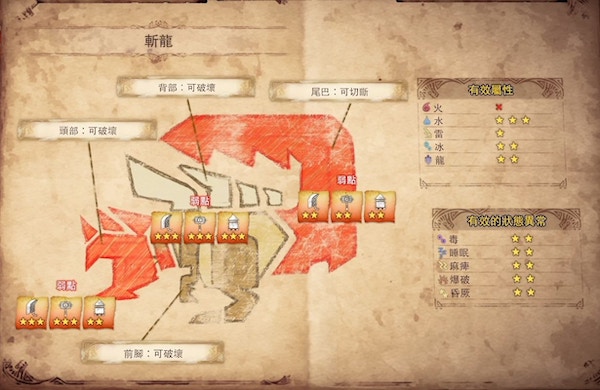 斬龍
背部：可破壞
尾巴：可切斷
頭部：可破壞
弱點
弱點
弱點
前腳：可破壞
有效屬性
火
水
雷
冰
龍
有效的狀態異常
毒
睡眠
麻痺
爆破
昏厥